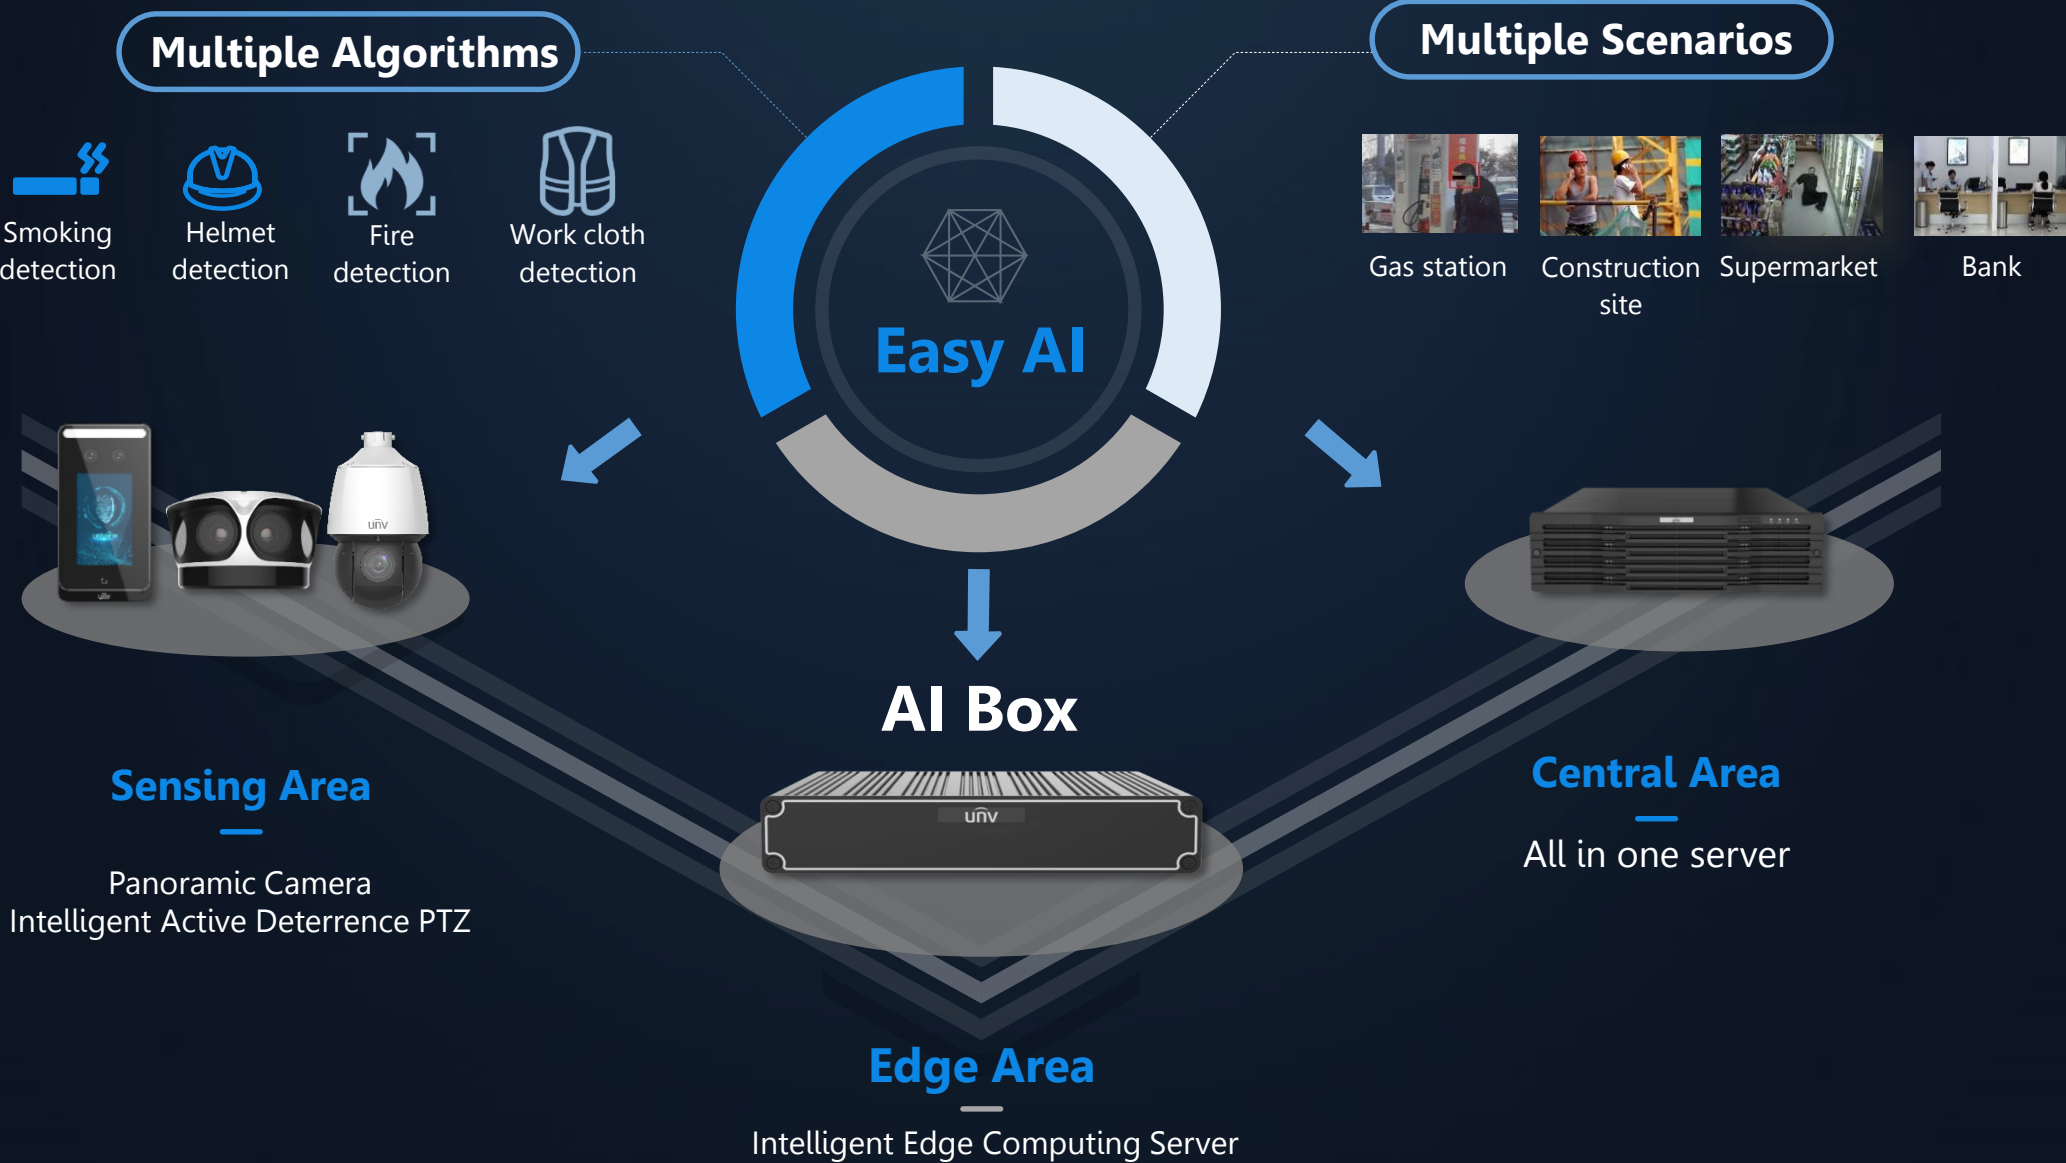 Multiple Algorithms
Multiple Scenarios
Smoking
detection
Helmet
detection
Fire
detection
Work cloth
detection
Gas station
Construction
site
Supermarket
Bank
Easy AI
unv
AI Box
unv
Sensing Area
Panoramic Camera
Intelligent Active Deterrence PTZ
Central Area
All in one server
Edge Area
Intelligent Edge Computing Server